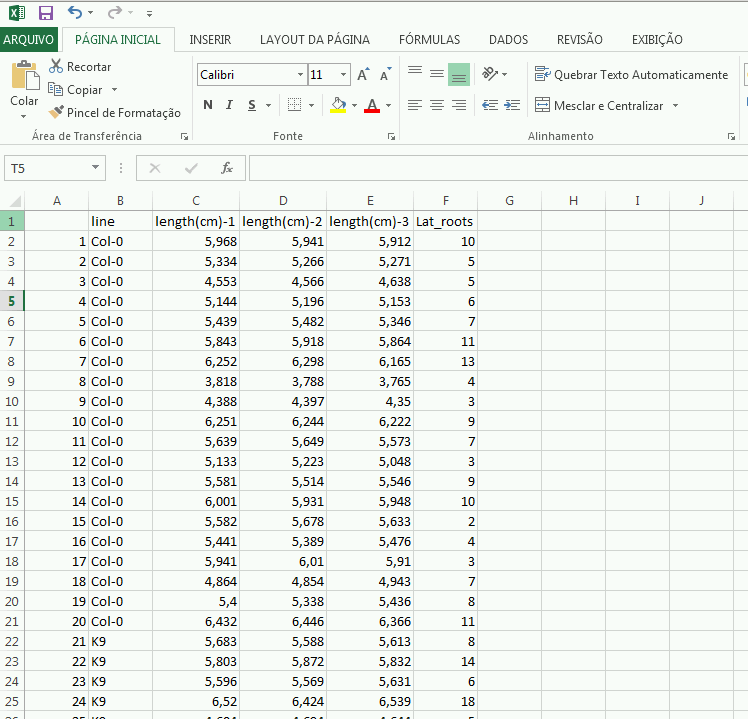 ARQUIVO PÁGINA INICIAL INSERIR LAYOUT DA PÁGINA FÓRMULAS DADOS REVISÃO EXIBIÇÃO
Colar
Recortar
Copiar
Pincel de Formatação
Área de Transferência
Calibri 11
N I S A
Fonte
Quebrar Texto Automaticamente
Mesclar e Centralizar
Alinhamento
T5 fx
A B C D E F G H I J
1 line length(cm)-1 length(cm)-2 length(cm)-3 Lat_roots
2 1 Col-0 5,968 5,941 5,912 10
3 2 Col-0 5,334 5,266 5,271 5
4 3 Col-0 4,553 4,566 4,638 5
5 4 Col-0 5,144 5,196 5,153 6
6 5 Col-0 5,439 5,482 5,346 7
7 6 Col-0 5,843 5,918 5,864 11
8 7 Col-0 6,252 6,298 6,165 13
9 8 Col-0 3,818 3,788 3,765 4
10 9 Col-0 4,388 4,397 4,35 3
11 10 Col-0 6,251 6,244 6,222 9
12 11 Col-0 5,639 5,649 5,573 7
13 12 Col-0 5,133 5,223 5,048 3
14 13 Col-0 5,581 5,514 5,546 9
15 14 Col-0 6,001 5,931 5,948 10
16 15 Col-0 5,582 5,678 5,633 2
17 16 Col-0 5,441 5,389 5,476 4
18 17 Col-0 5,941 6,01 5,91 3
19 18 Col-0 4,864 4,854 4,943 7
20 19 Col-0 5,4 5,338 5,436 8
21 20 Col-0 6,432 6,446 6,366 11
22 21 K9 5,683 5,588 5,613 8
23 22 K9 5,803 5,872 5,832 14
24 23 K9 5,596 5,569 5,631 6
25 24 K9 6,52 6,424 6,539 18